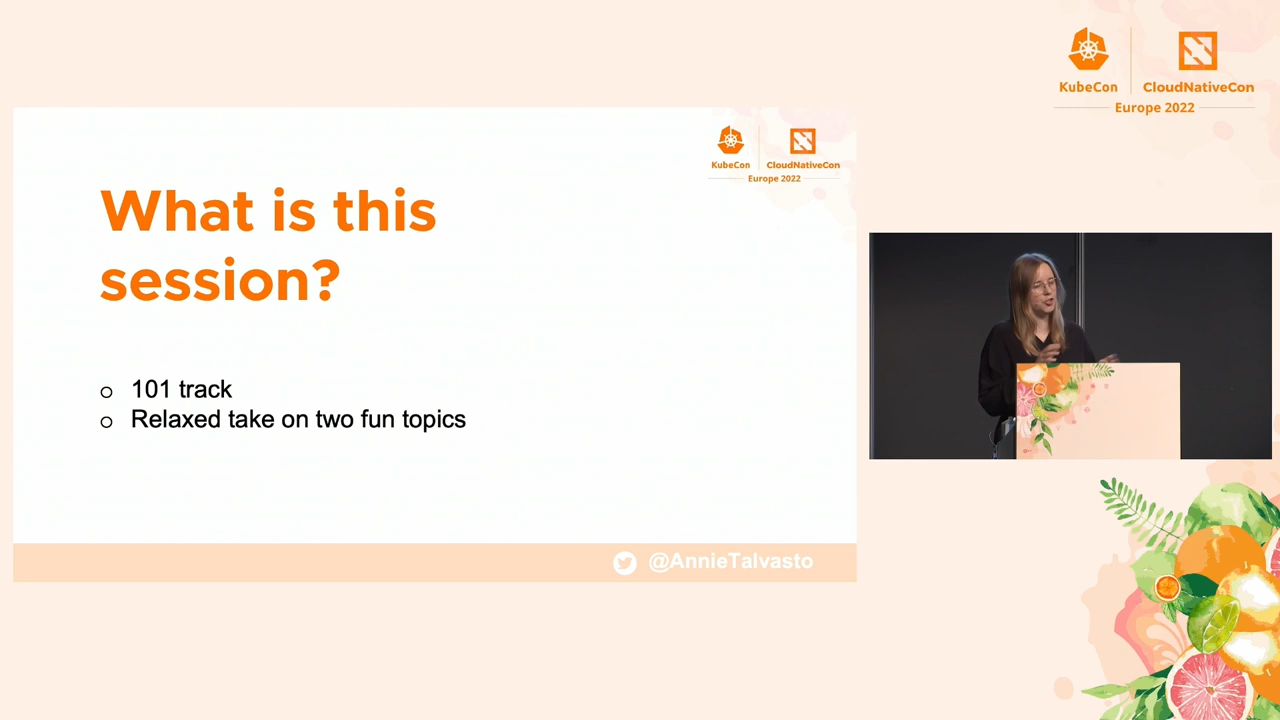 KubeCon
CloudNativeCon
Europe 2022
KubeCon
CloudNativeCon
Europe 2022
What is this
session?
101 track
Relaxed take on two fun topics
@AnnieTalvasto